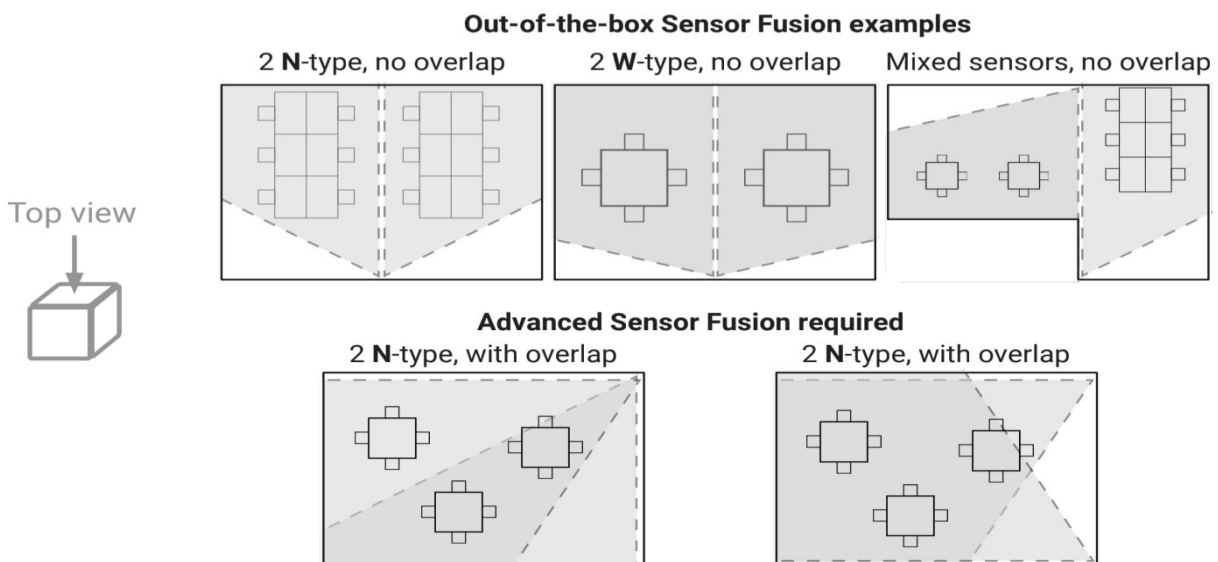 Out-of-the-box Sensor Fusion examples
2 N-type, no overlap
2 W-type, no overlap
Mixed sensors, no overlap
Top view
Advanced Sensor Fusion required
2 N-type, with overlap
2 N-type, with overlap